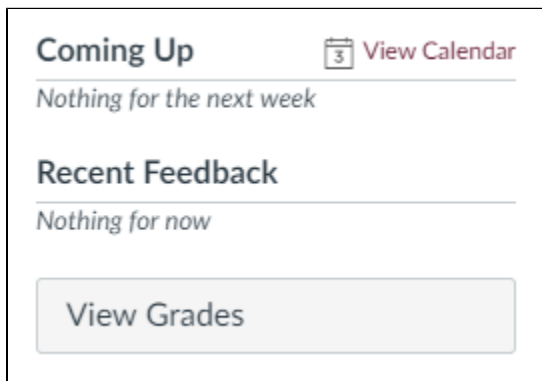 Coming Up
3 View Calendar
Nothing for the next week
Recent Feedback
Nothing for now
View Grades